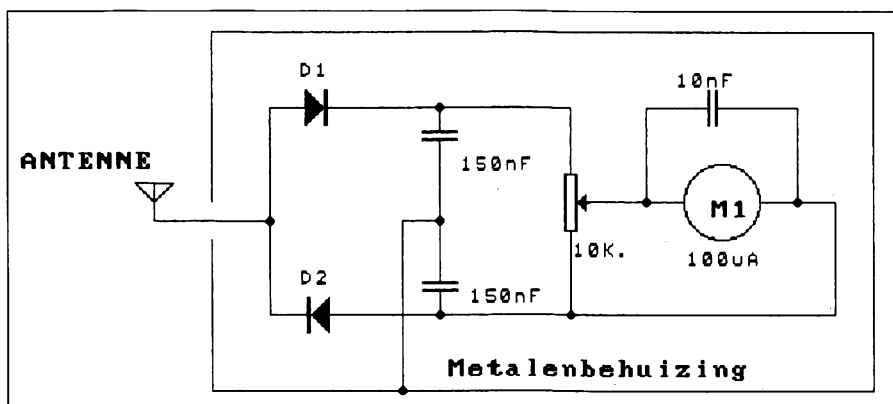 D1
10nF
ANTENNE
150nF
M1
10K.
100uA
D2
150nF
Metalenbehuizing